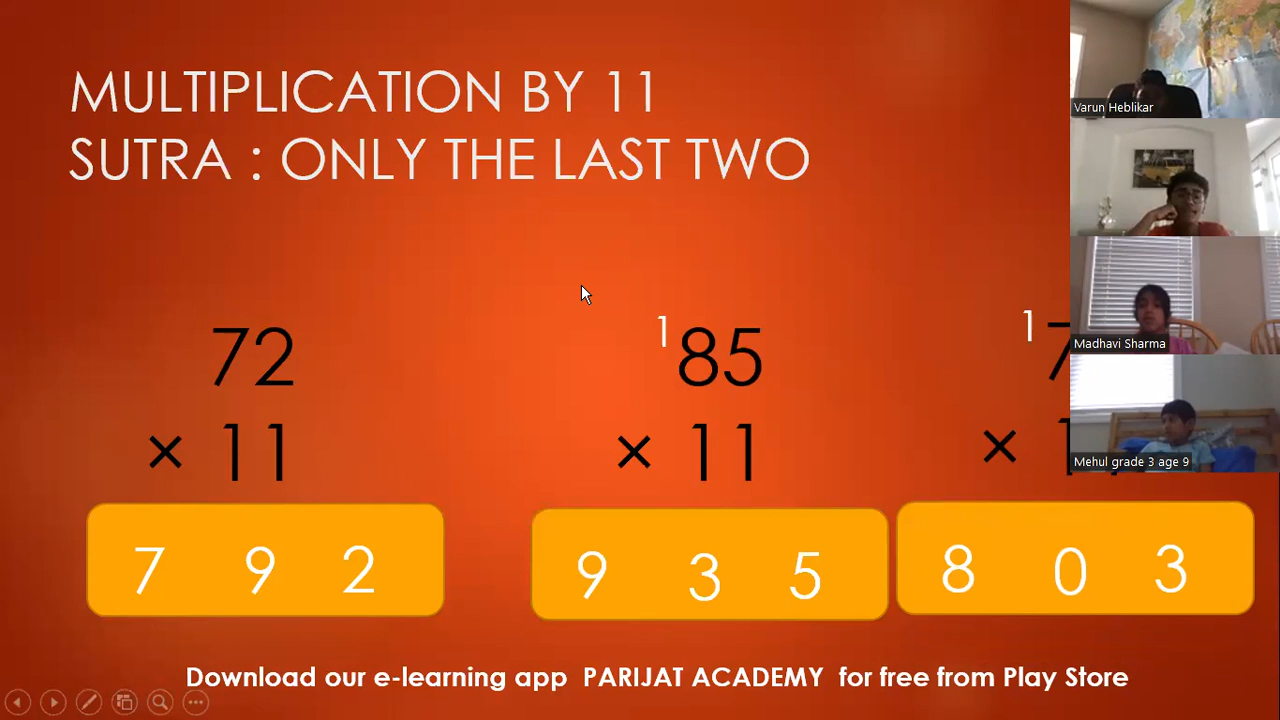 MULTIPLICATION BY 11
SUTRA : ONLY THE LAST TWO
Varun Heblikar
Madhavi Sharma
Mehul grade 3 age 9
72
× 11
7 9 2
1 85
× 11
9 3 5
1 7
× 1
8 0 3
Download our e-learning app PARIJAT ACADEMY for free from Play Store